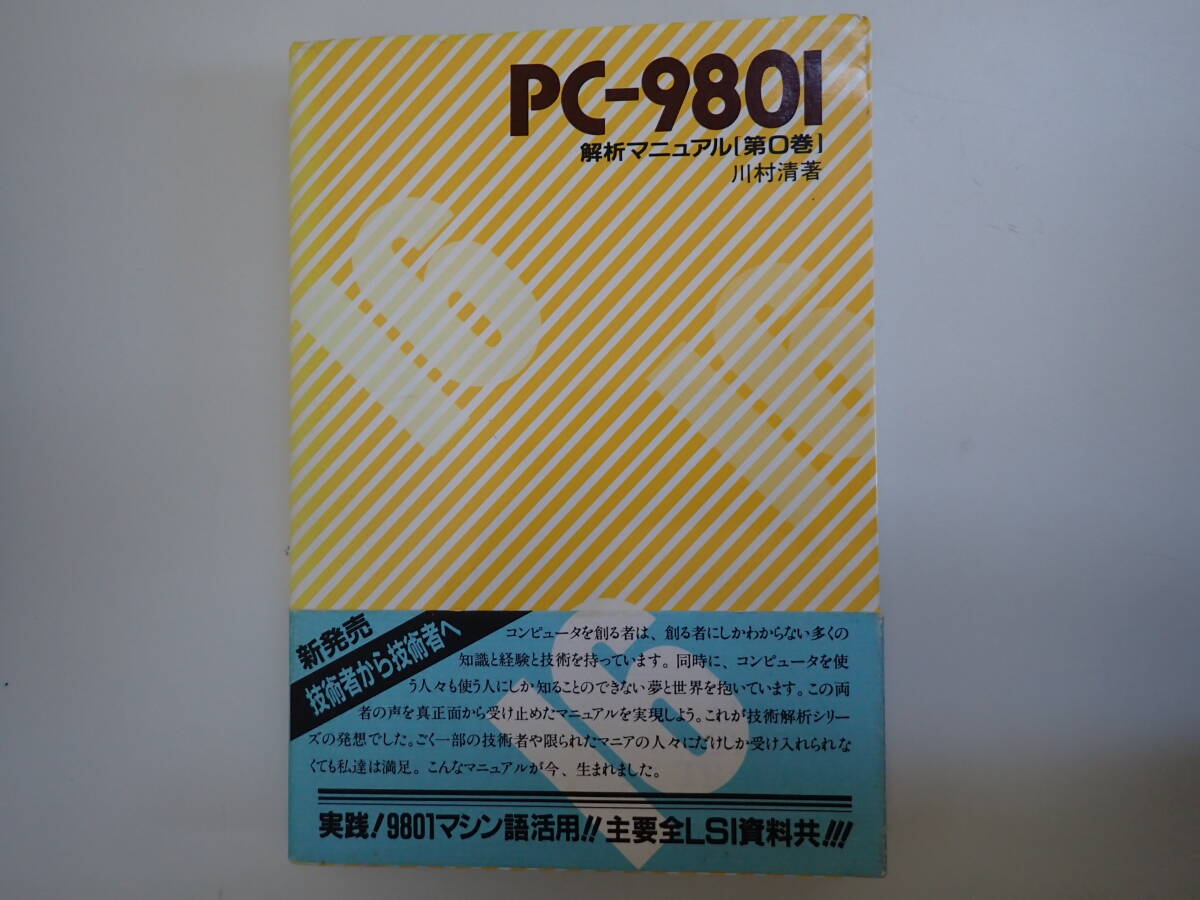 PC-9801
解析マニュアル[第0巻]
川村清著
16
16
16
新発売
技術者から技術者へ
コンピュータを創る者は、創る者にしかわからない多くの
知識と経験と技術を持っています。同時に、コンピュータを使
う人々も使う人にしか知ることのできない夢と世界を抱いています。この両
者の声を真正面から受け止めたマニュアルを実現しよう。これが技術解析シリー
ズの発想でした。ごく一部の技術者や限られたマニアの人々にだけしか受け入れられな
くても私達は満足。こんなマニュアルが今、生まれました。
実践!9801マシン語活用!!主要全LSI資料共!!!